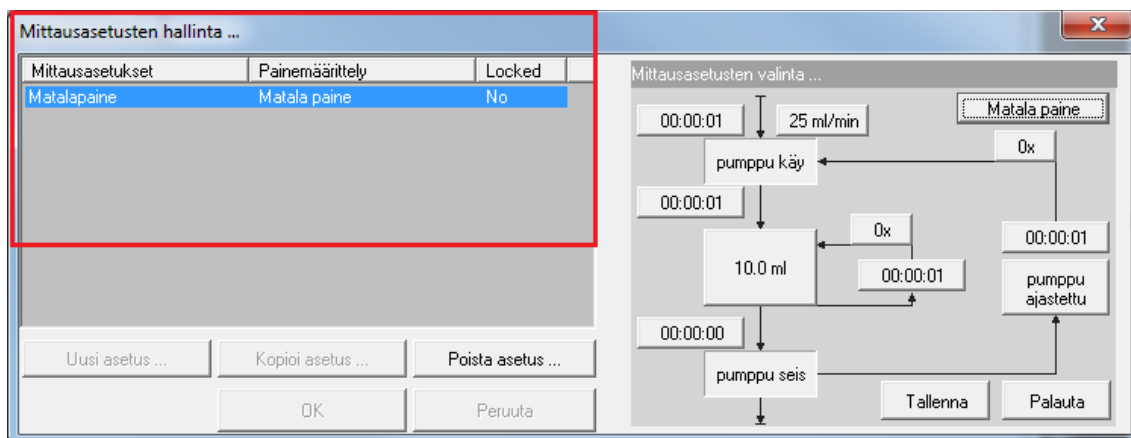 Mittausasetusten hallinta ...
Mittausasetukset Painemäärittely Locked
Matalapaine Matala paine No
Uusi asetus ... Kopioi asetus ... Poista asetus ...
OK Peruuta
Mittausasetusten valinta ...
Matala paine
00:00:01 25 ml/min
0x
pumppu käy
00:00:01
0x
00:00:01
10.0 ml
00:00:01
pumppu
ajastettu
00:00:00
pumppu seis
Tallenna Palauta